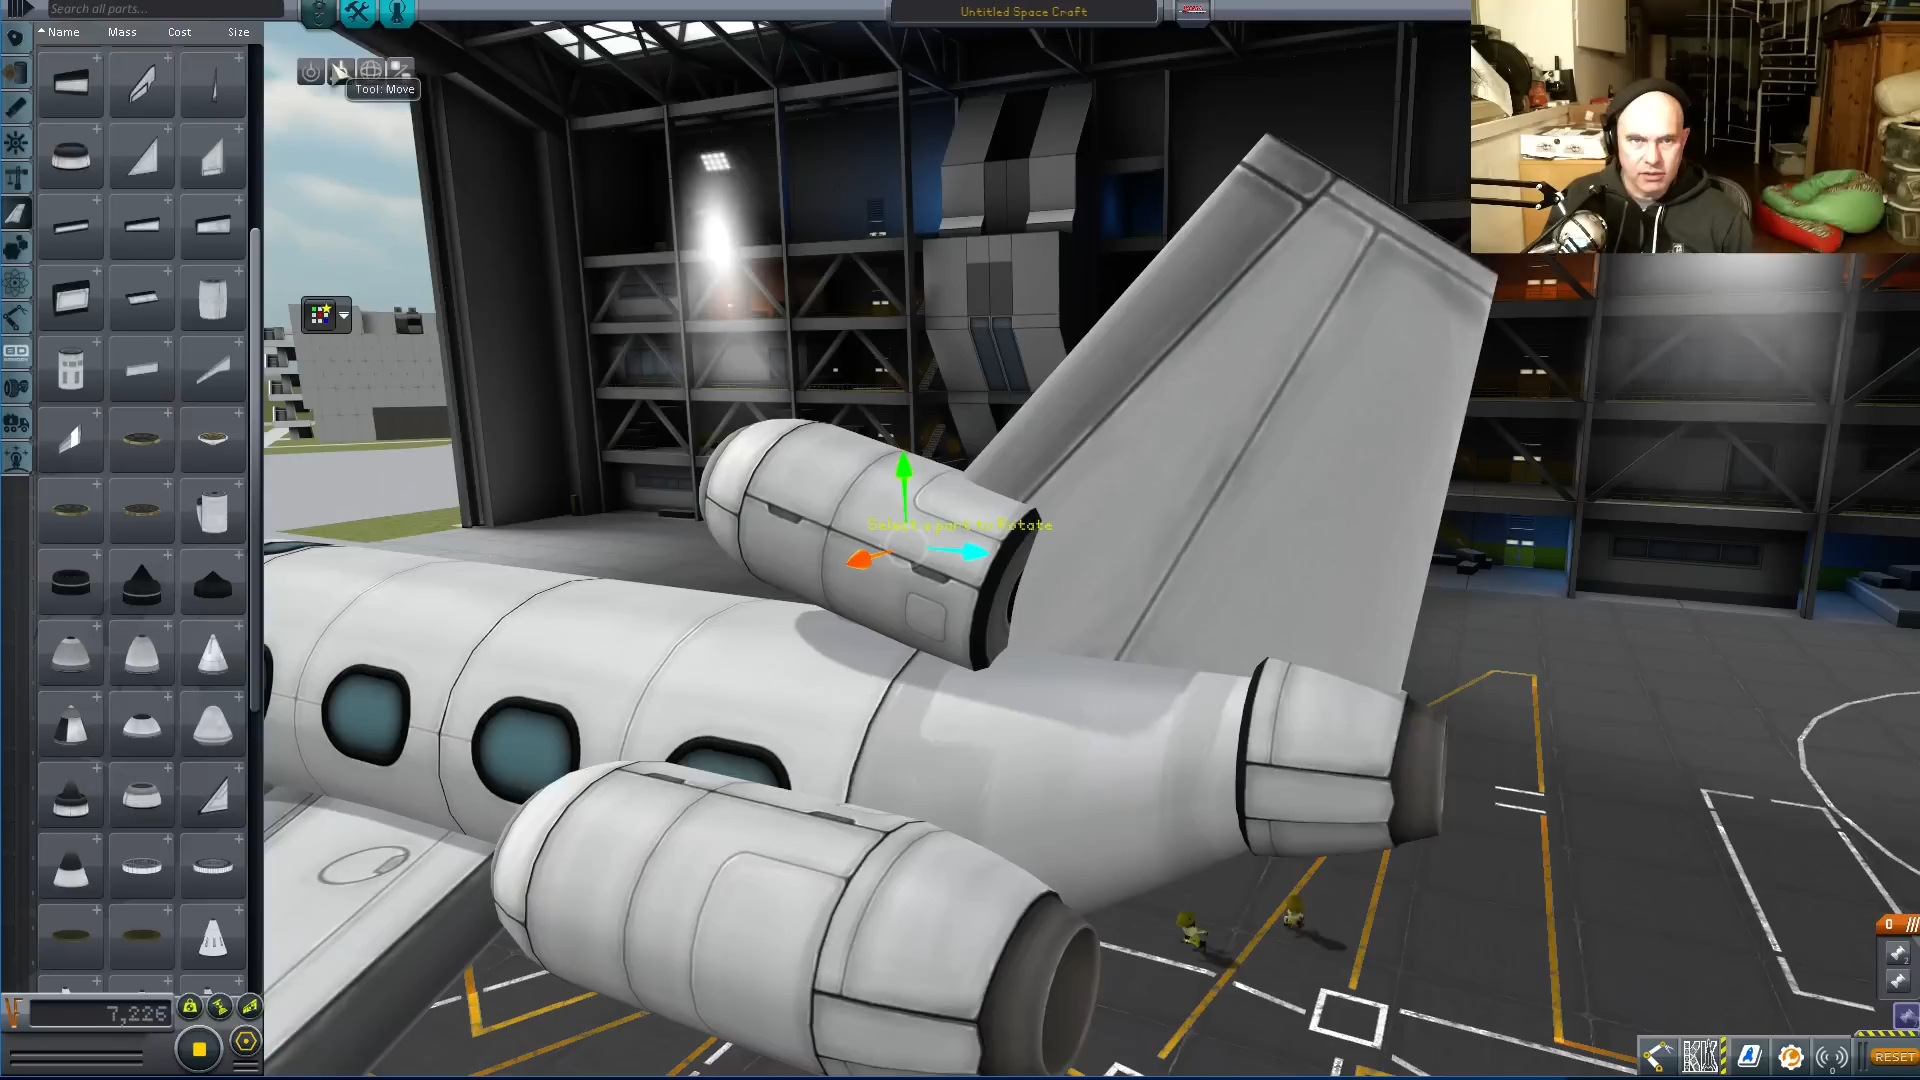 Search all parts...
Untitled Space Craft
Name Mass Cost Size
Tool: Move
Select a part to Rotate
7,226
0
2
RESET